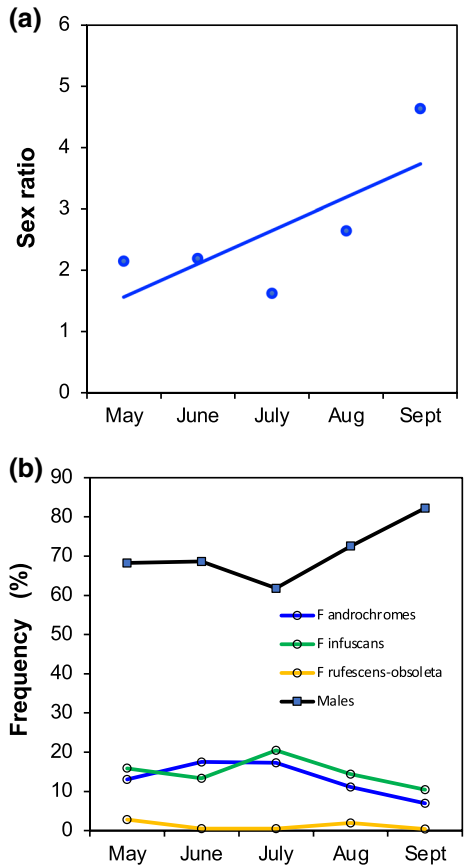 (a)
Sex ratio
6
5
4
3
2
1
0
May June July Aug Sept
(b)
Frequency (%)
90
80
70
60
50
40
30
20
10
0
F androchromes
F infuscans
F rufescens-obsoleta
Males
May June July Aug Sept